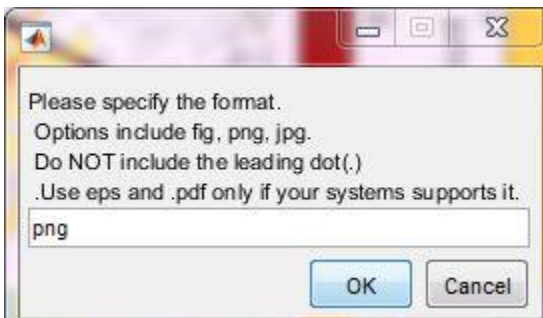 Please specify the format.
Options include fig, png, jpg.
Do NOT include the leading dot(.)
.Use eps and .pdf only if your systems supports it.
png
OK Cancel